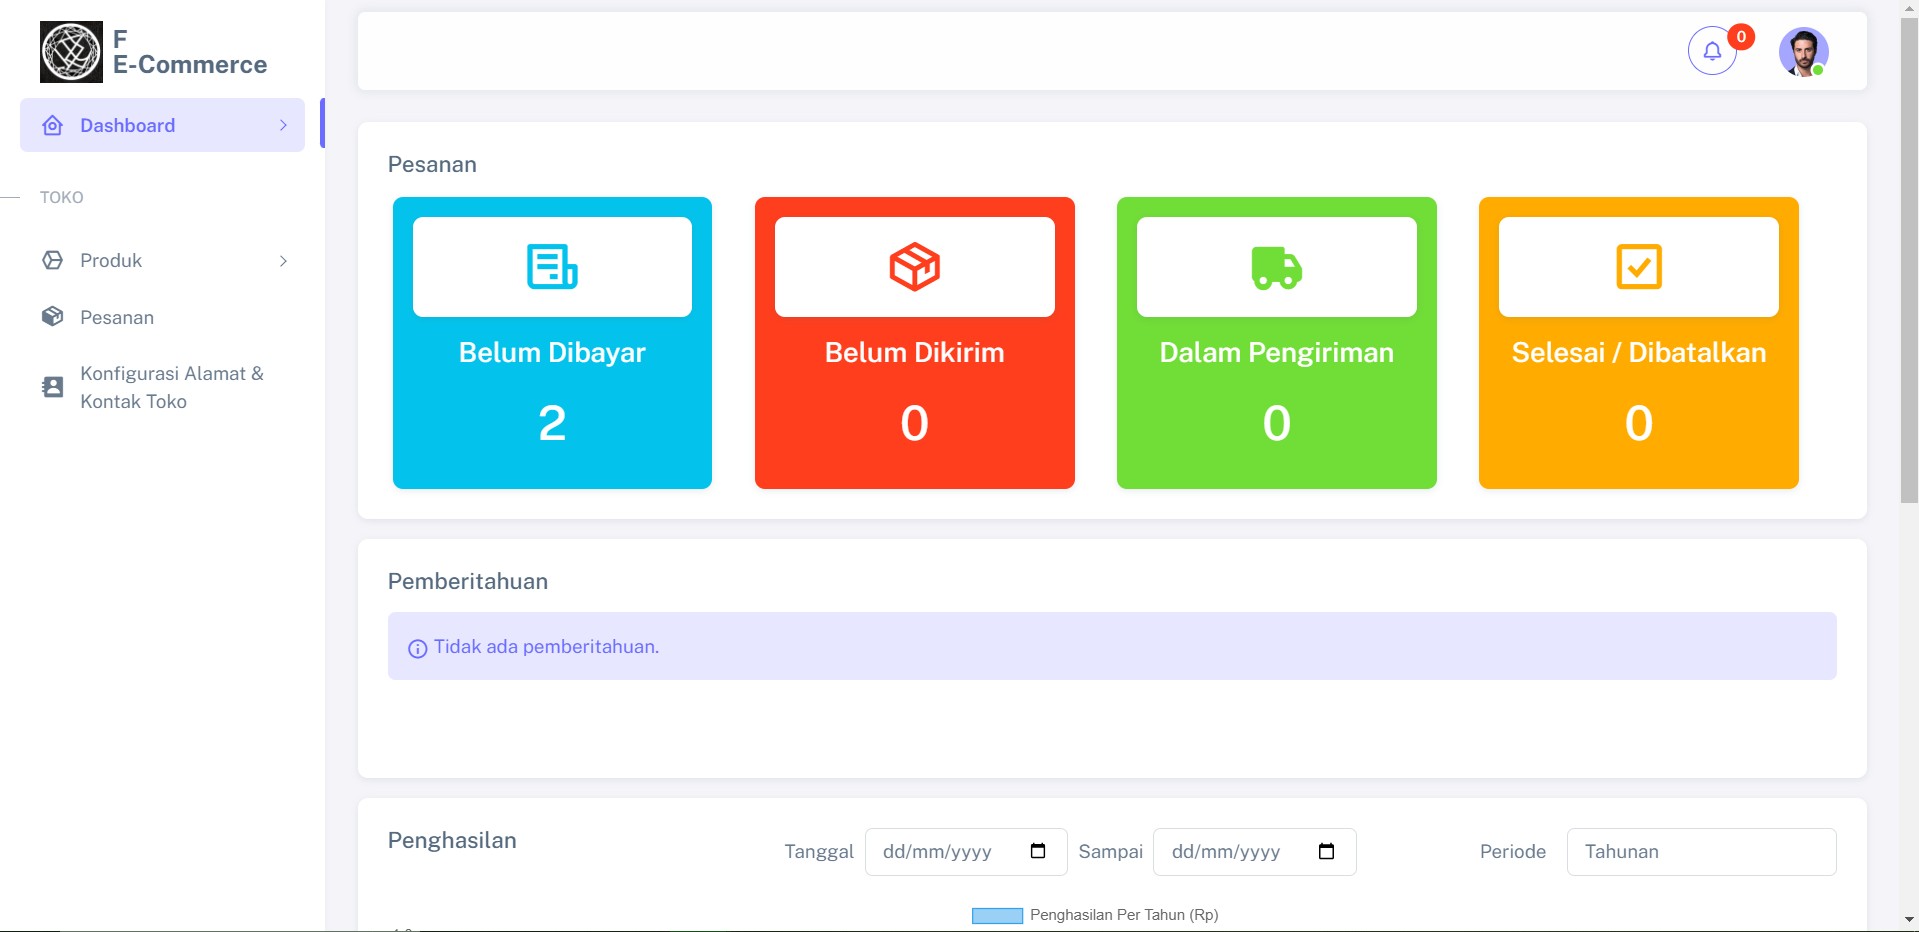 F
E-Commerce
0
Dashboard
TOKO
Produk
Pesanan
Konfigurasi Alamat &
Kontak Toko
Pesanan
Belum Dibayar
2
Belum Dikirim
0
Dalam Pengiriman
0
Selesai / Dibatalkan
0
Pemberitahuan
Tidak ada pemberitahuan.
Penghasilan
Tanggal dd/mm/yyyy Sampai dd/mm/yyyy Periode Tahunan
Penghasilan Per Tahun (Rp)